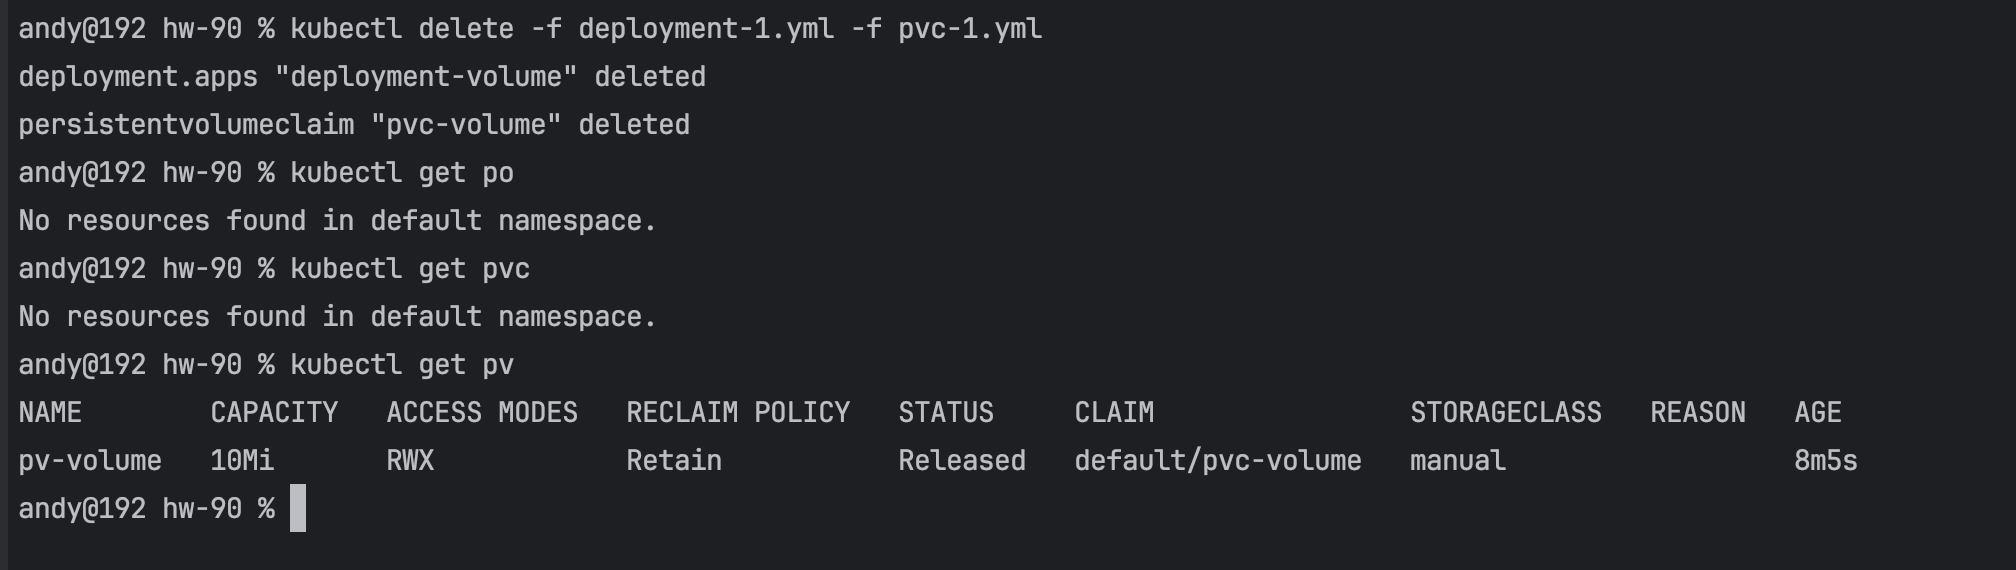 andy@192 hw-90 % kubectl delete -f deployment-1.yml -f pvc-1.yml
deployment.apps "deployment-volume" deleted
persistentvolumeclaim "pvc-volume" deleted
andy@192 hw-90 % kubectl get po
No resources found in default namespace.
andy@192 hw-90 % kubectl get pvc
No resources found in default namespace.
andy@192 hw-90 % kubectl get pv
NAME        CAPACITY   ACCESS MODES   RECLAIM POLICY   STATUS     CLAIM                STORAGECLASS   REASON   AGE
pv-volume   10Mi       RWX            Retain           Released   default/pvc-volume   manual                  8m5s
andy@192 hw-90 %